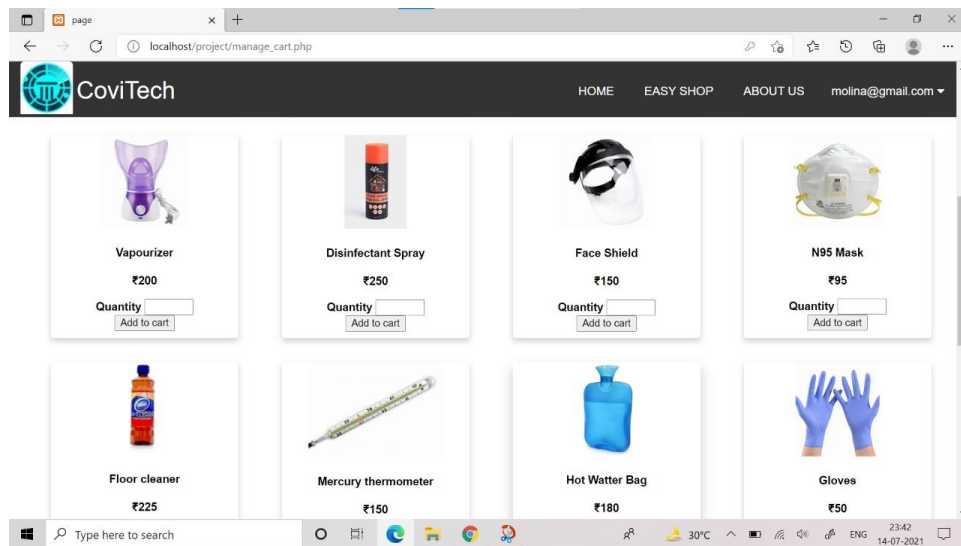 page
localhost/project/manage_cart.php
CoviTech
HOME EASY SHOP ABOUT US molina@gmail.com
Vapourizer
₹200
Quantity
Add to cart
Disinfectant Spray
₹250
Quantity
Add to cart
Face Shield
₹150
Quantity
Add to cart
N95 Mask
₹95
Quantity
Add to cart
Floor cleaner
₹225
Mercury thermometer
₹150
Hot Watter Bag
₹180
Gloves
₹50
Type here to search
30°C
ENG
23:42
14-07-2021